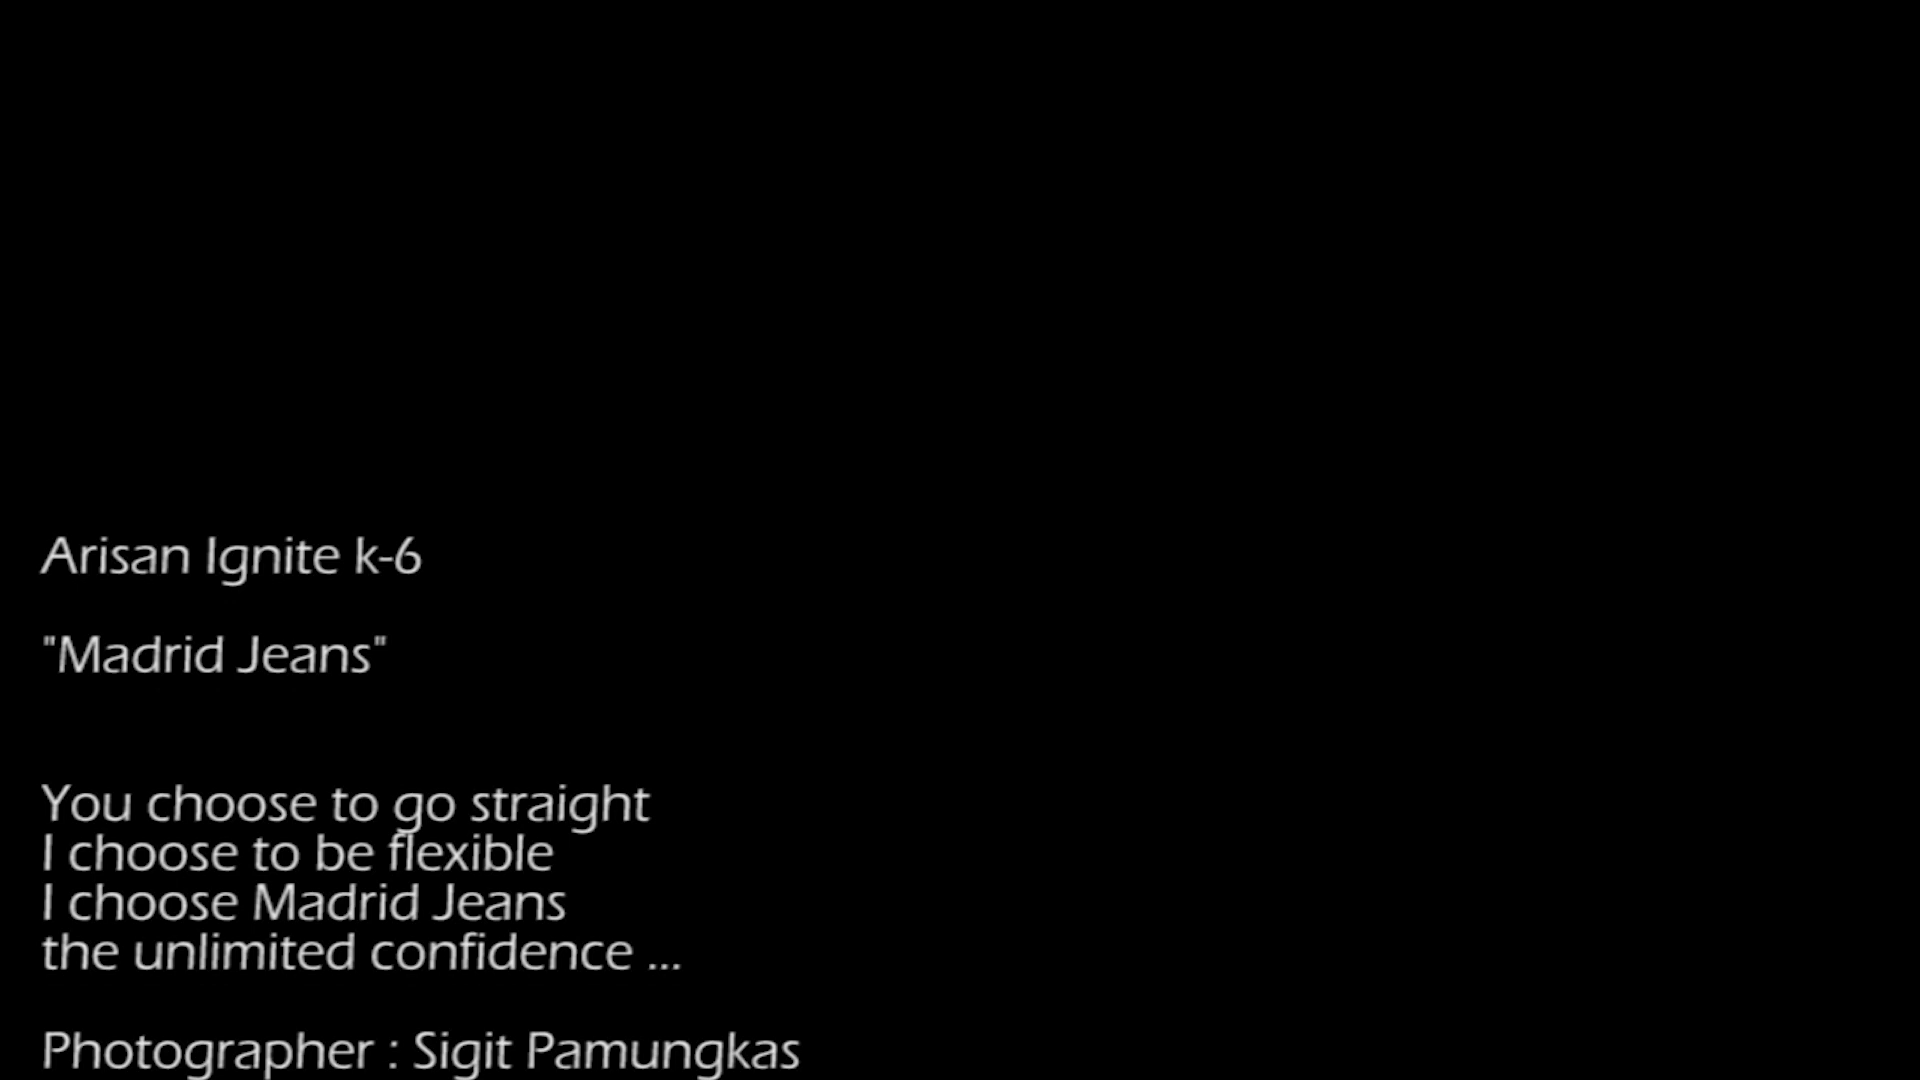 Arisan Ignite k-6
"Madrid Jeans"
You choose to go straight
I choose to be flexible
I choose Madrid Jeans
the unlimited confidence ...
Photographer : Sigit Pamungkas